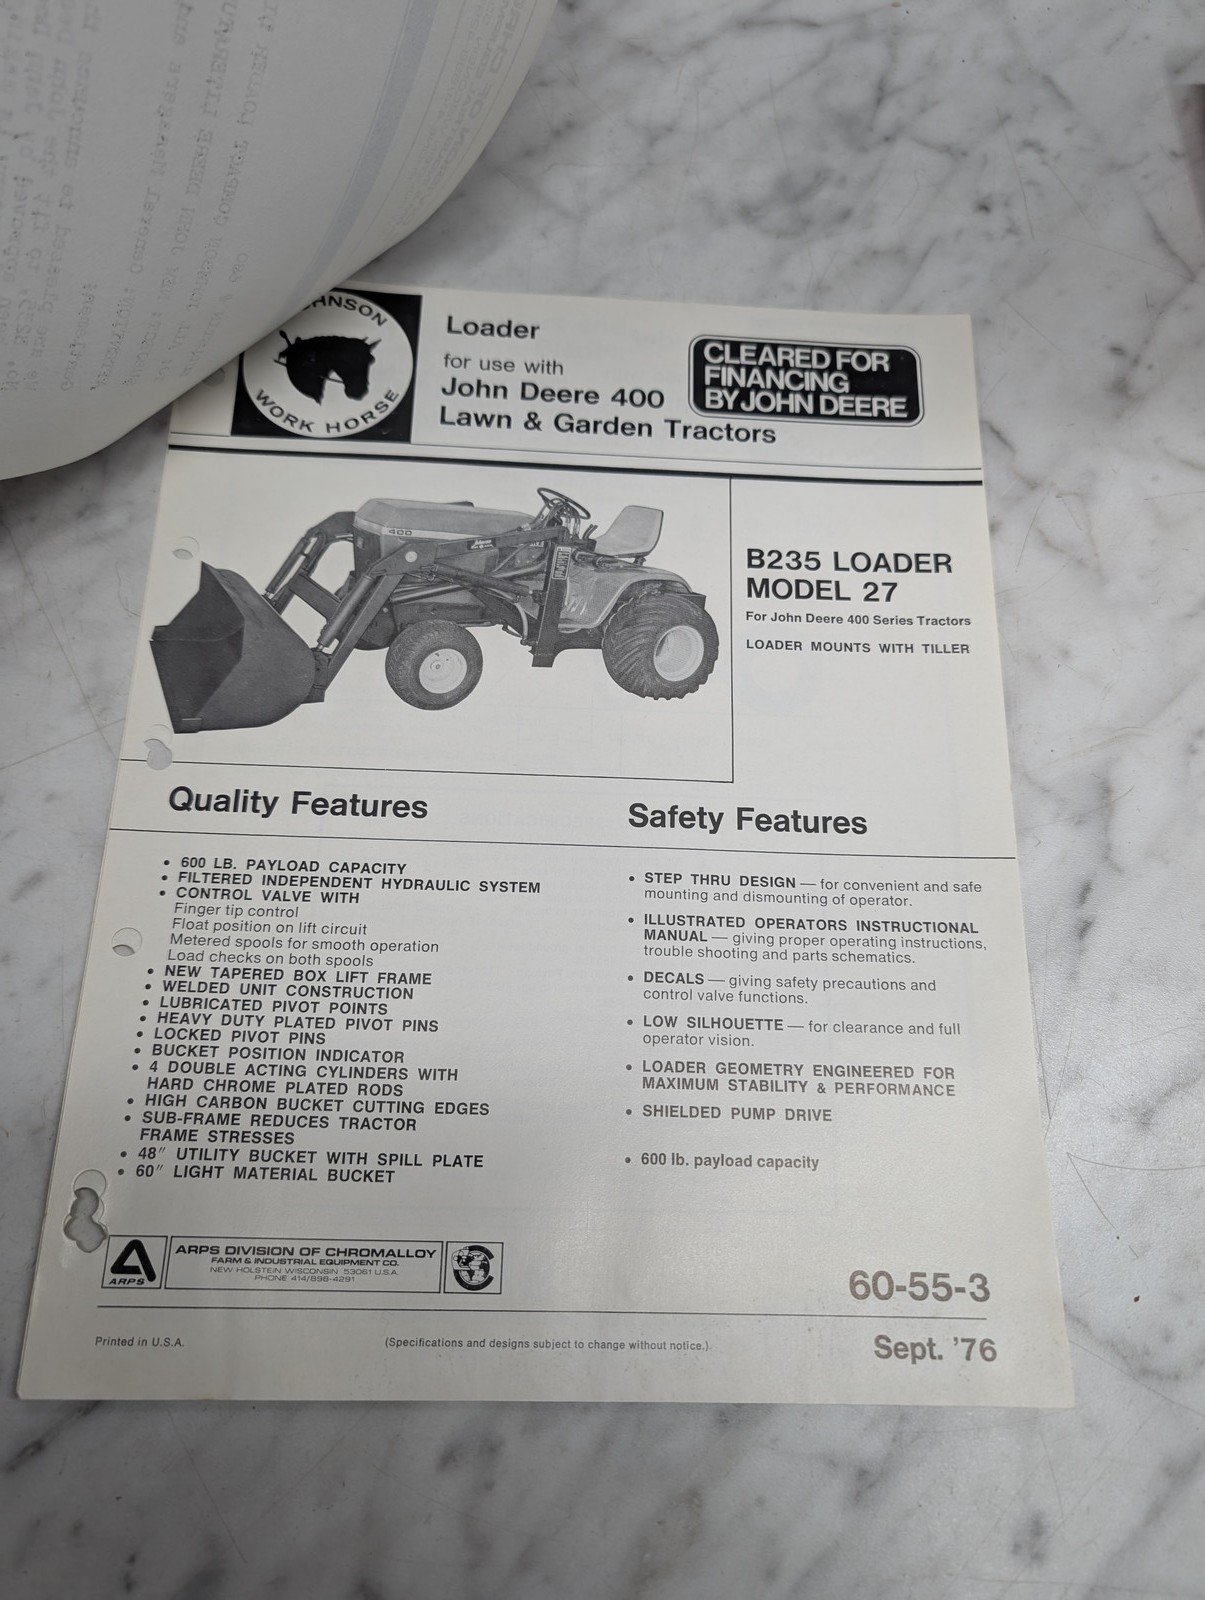 WORK HORSE
Loader
for use with
John Deere 400
Lawn & Garden Tractors
CLEARED FOR
FINANCING
BY JOHN DEERE
400
B235 LOADER
MODEL 27
For John Deere 400 Series Tractors
LOADER MOUNTS WITH TILLER
Quality Features
• 600 LB. PAYLOAD CAPACITY
• FILTERED INDEPENDENT HYDRAULIC SYSTEM
• CONTROL VALVE WITH
Finger tip control
Float position on lift circuit
Metered spools for smooth operation
Load checks on both spools
• NEW TAPERED BOX LIFT FRAME
• WELDED UNIT CONSTRUCTION
• LUBRICATED PIVOT POINTS
• HEAVY DUTY PLATED PIVOT PINS
• LOCKED PIVOT PINS
• BUCKET POSITION INDICATOR
• 4 DOUBLE ACTING CYLINDERS WITH
HARD CHROME PLATED RODS
• HIGH CARBON BUCKET CUTTING EDGES
• SUB-FRAME REDUCES TRACTOR
FRAME STRESSES
• 48″ UTILITY BUCKET WITH SPILL PLATE
• 60″ LIGHT MATERIAL BUCKET
Safety Features
• STEP THRU DESIGN — for convenient and safe
mounting and dismounting of operator.
• ILLUSTRATED OPERATORS INSTRUCTIONAL
MANUAL — giving proper operating instructions,
trouble shooting and parts schematics.
• DECALS — giving safety precautions and
control valve functions.
• LOW SILHOUETTE — for clearance and full
operator vision.
• LOADER GEOMETRY ENGINEERED FOR
MAXIMUM STABILITY & PERFORMANCE
• SHIELDED PUMP DRIVE
• 600 lb. payload capacity
ARPS
ARPS DIVISION OF CHROMALLOY
FARM & INDUSTRIAL EQUIPMENT CO.
NEW HOLSTEIN WISCONSIN 53061 U.S.A.
PHONE 414/898-4291
60-55-3
Printed in U.S.A.
(Specifications and designs subject to change without notice.)
Sept. '76